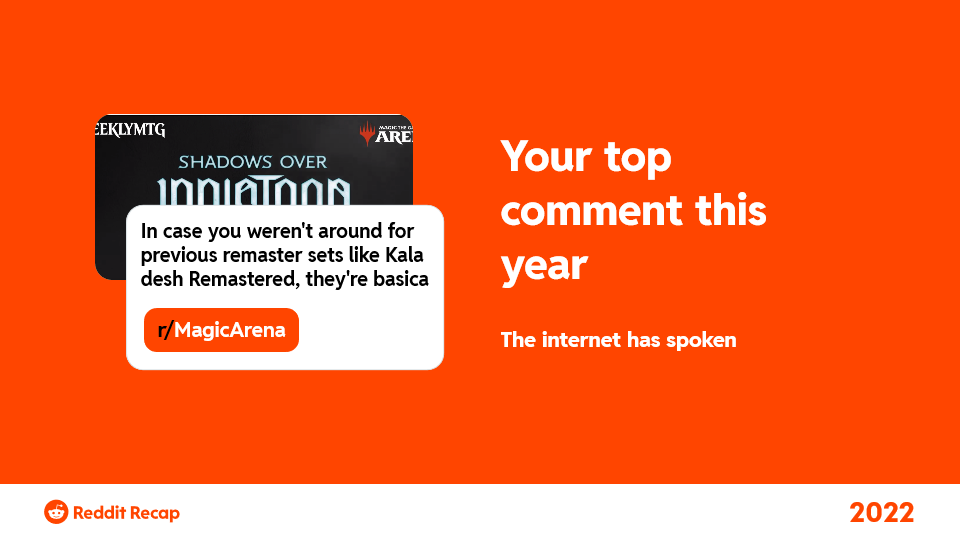 EEKLYMTG
MAGIC THE GA
ARE
SHADOWS OVER
In case you weren't around for
previous remaster sets like Kala
desh Remastered, they're basica
r/MagicArena
Your top
comment this
year
The internet has spoken
Reddit Recap
2022